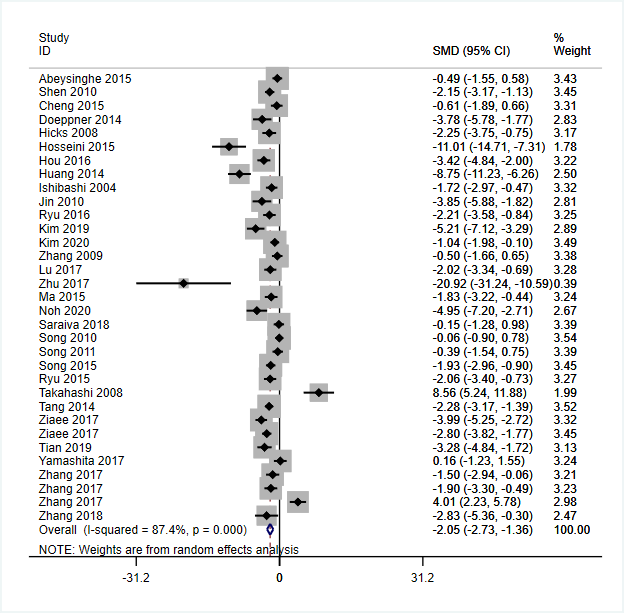 Study %
ID SMD (95% CI) Weight
Abeysinghe 2015 -0.49 (-1.55, 0.58) 3.43
Shen 2010 -2.15 (-3.17, -1.13) 3.45
Cheng 2015 -0.61 (-1.89, 0.66) 3.31
Doeppner 2014 -3.78 (-5.78, -1.77) 2.83
Hicks 2008 -2.25 (-3.75, -0.75) 3.17
Hosseini 2015 -11.01 (-14.71, -7.31) 1.78
Hou 2016 -3.42 (-4.84, -2.00) 3.22
Huang 2014 -8.75 (-11.23, -6.26) 2.50
Ishibashi 2004 -1.72 (-2.97, -0.47) 3.32
Jin 2010 -3.85 (-5.88, -1.82) 2.81
Ryu 2016 -2.21 (-3.58, -0.84) 3.25
Kim 2019 -5.21 (-7.12, -3.29) 2.89
Kim 2020 -1.04 (-1.98, -0.10) 3.49
Zhang 2009 -0.50 (-1.66, 0.65) 3.38
Lu 2017 -2.02 (-3.34, -0.69) 3.28
Zhu 2017 -20.92 (-31.24, -10.59) 0.39
Ma 2015 -1.83 (-3.22, -0.44) 3.24
Noh 2020 -4.95 (-7.20, -2.71) 2.67
Saraiva 2018 -0.15 (-1.28, 0.98) 3.39
Song 2010 -0.06 (-0.90, 0.78) 3.54
Song 2011 -0.39 (-1.54, 0.75) 3.39
Song 2015 -1.93 (-2.96, -0.90) 3.45
Ryu 2015 -2.06 (-3.40, -0.73) 3.27
Takahashi 2008 8.56 (5.24, 11.88) 1.99
Tang 2014 -2.28 (-3.17, -1.39) 3.52
Ziaee 2017 -3.99 (-5.25, -2.72) 3.32
Ziaee 2017 -2.80 (-3.82, -1.77) 3.45
Tian 2019 -3.28 (-4.84, -1.72) 3.13
Yamashita 2017 0.16 (-1.23, 1.55) 3.24
Zhang 2017 -1.50 (-2.94, -0.06) 3.21
Zhang 2017 -1.90 (-3.30, -0.49) 3.23
Zhang 2017 4.01 (2.23, 5.78) 2.98
Zhang 2018 -2.83 (-5.36, -0.30) 2.47
Overall (I-squared = 87.4%, p = 0.000) -2.05 (-2.73, -1.36) 100.00
NOTE: Weights are from random effects analysis
-31.2 0 31.2